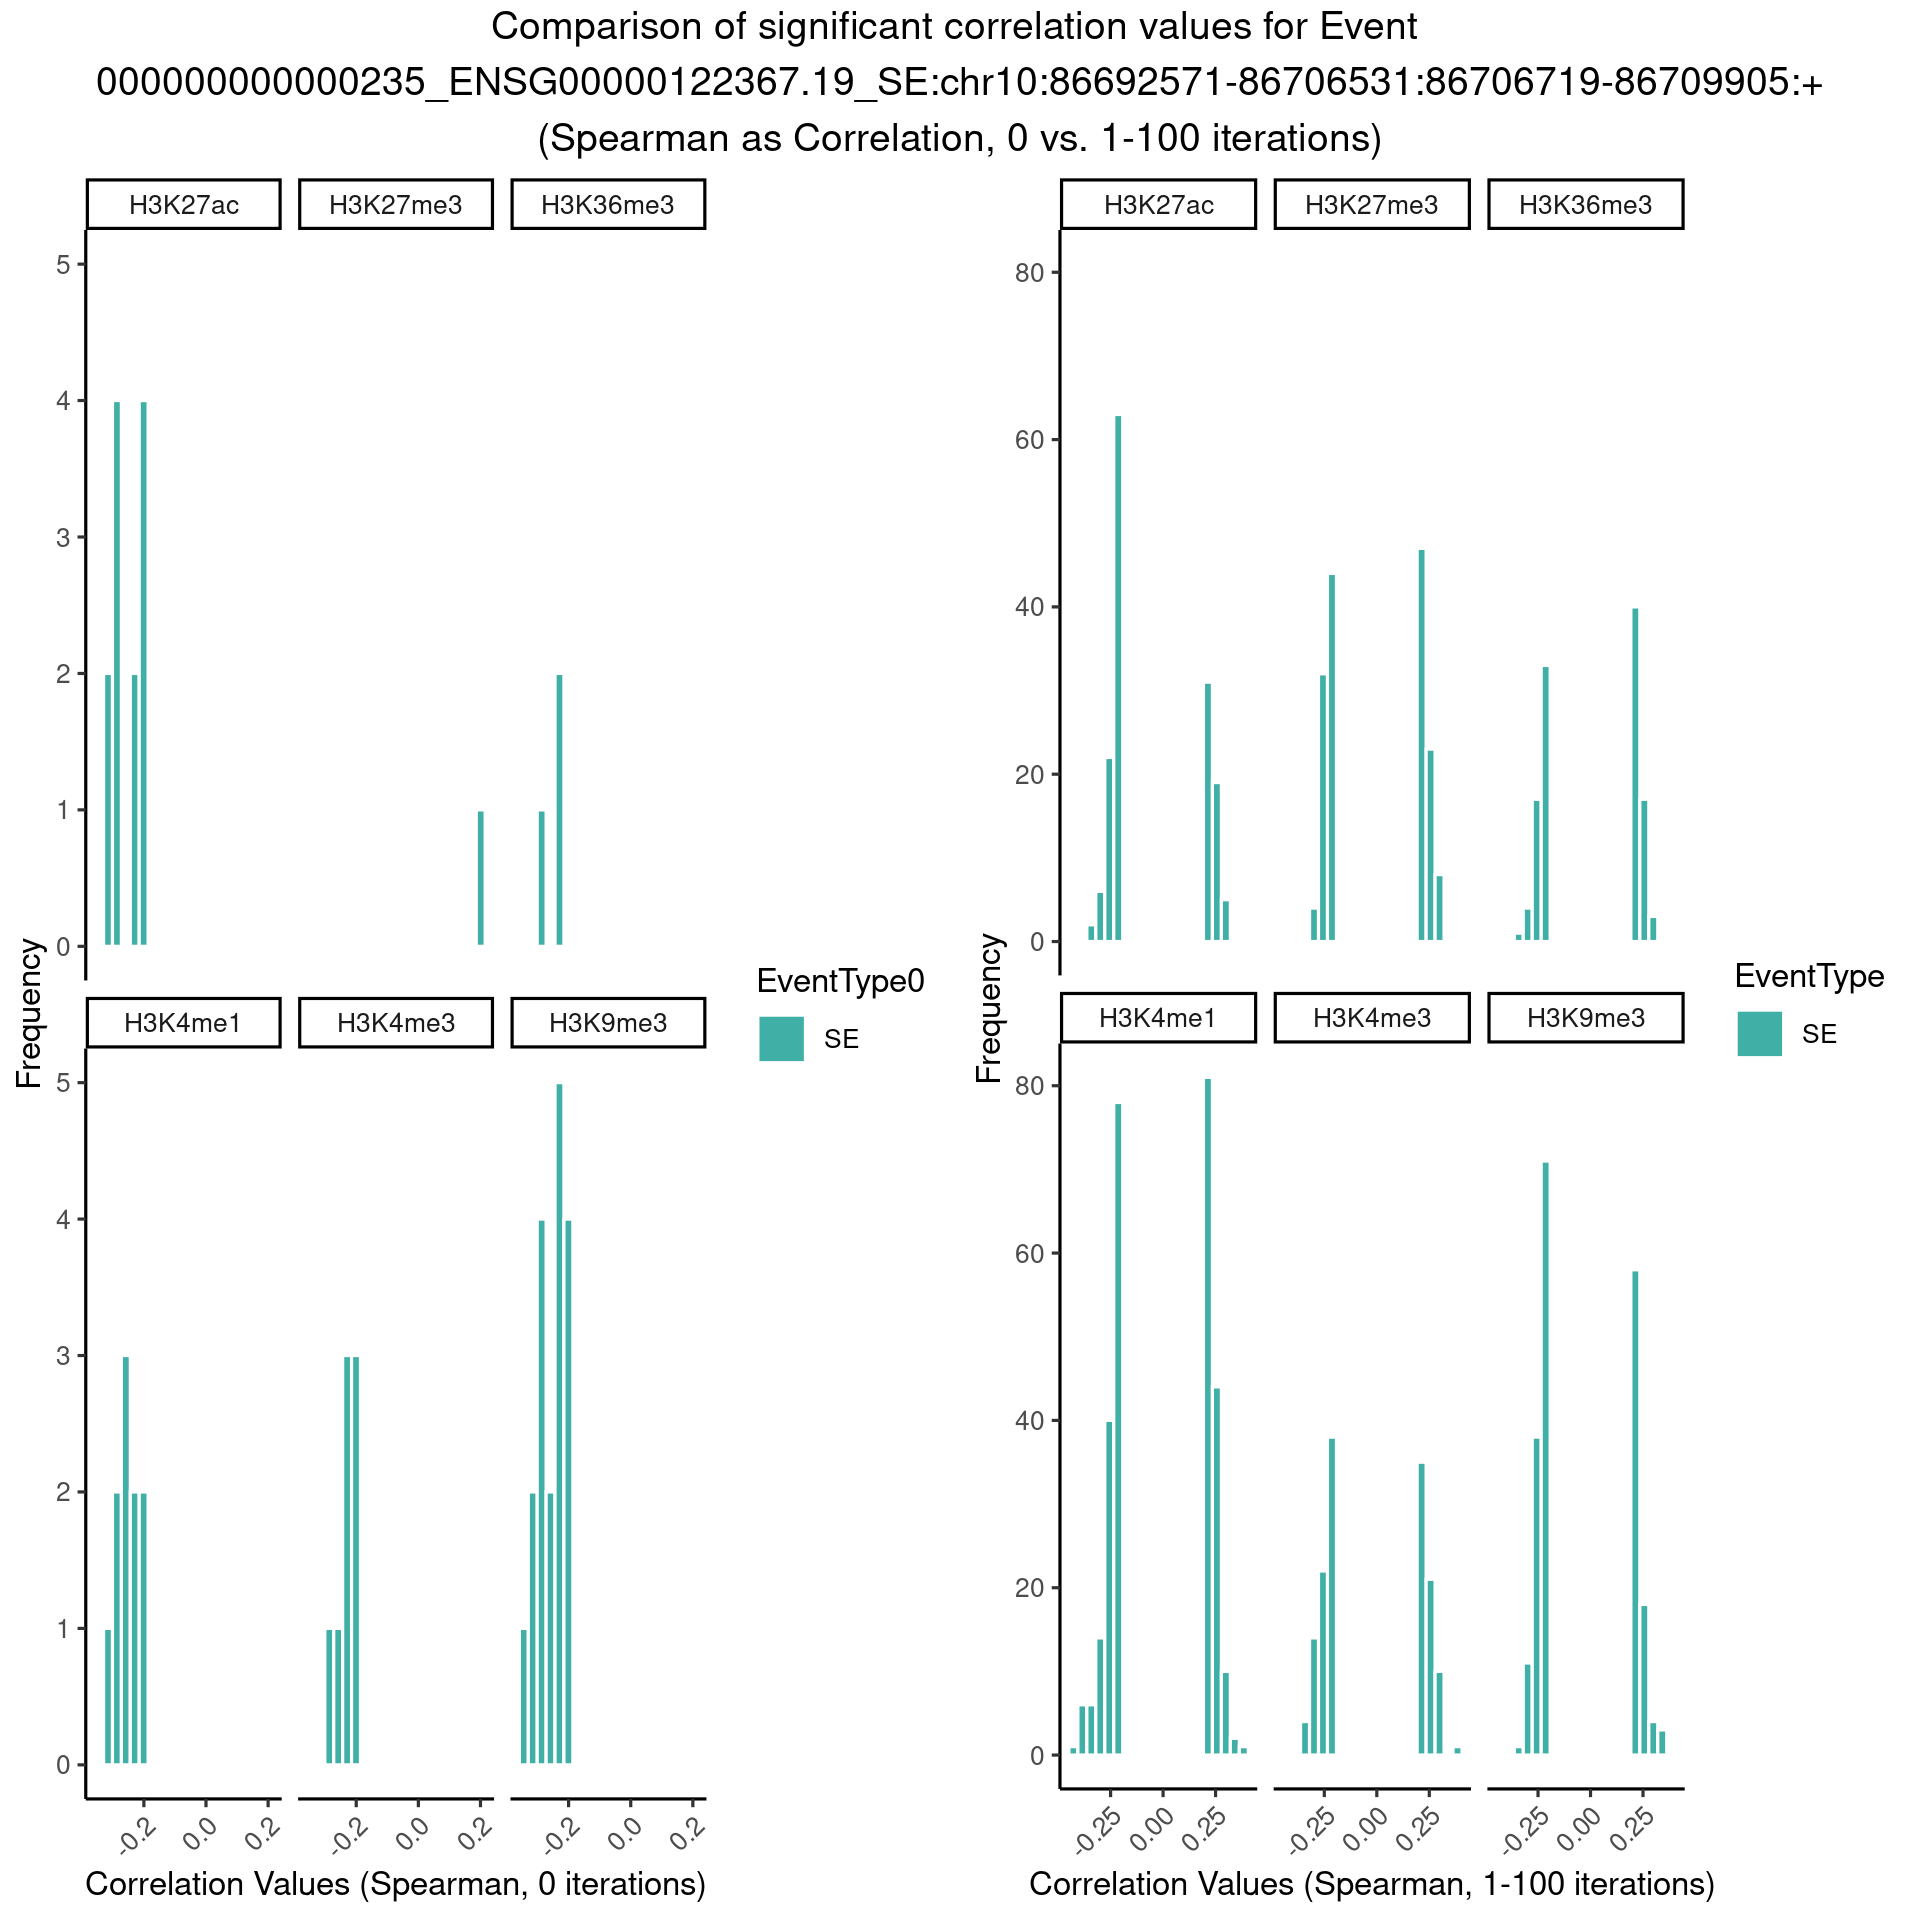 Comparison of significant correlation values for Event
000000000000235_ENSG00000122367.19_SE:chr10:86692571-86706531:86706719-86709905:+
(Spearman as Correlation, 0 vs. 1-100 iterations)
H3K27ac H3K27me3 H3K36me3
5
4
3
2
1
0
H3K4me1 H3K4me3 H3K9me3
5
4
3
2
1
0
-0.2 0.0 0.2 -0.2 0.0 0.2 -0.2 0.0 0.2
Frequency
Correlation Values (Spearman, 0 iterations)
EventType0
SE
H3K27ac H3K27me3 H3K36me3
80
60
40
20
0
H3K4me1 H3K4me3 H3K9me3
80
60
40
20
0
-0.25 0.00 0.25 -0.25 0.00 0.25 -0.25 0.00 0.25
Frequency
Correlation Values (Spearman, 1-100 iterations)
EventType
SE